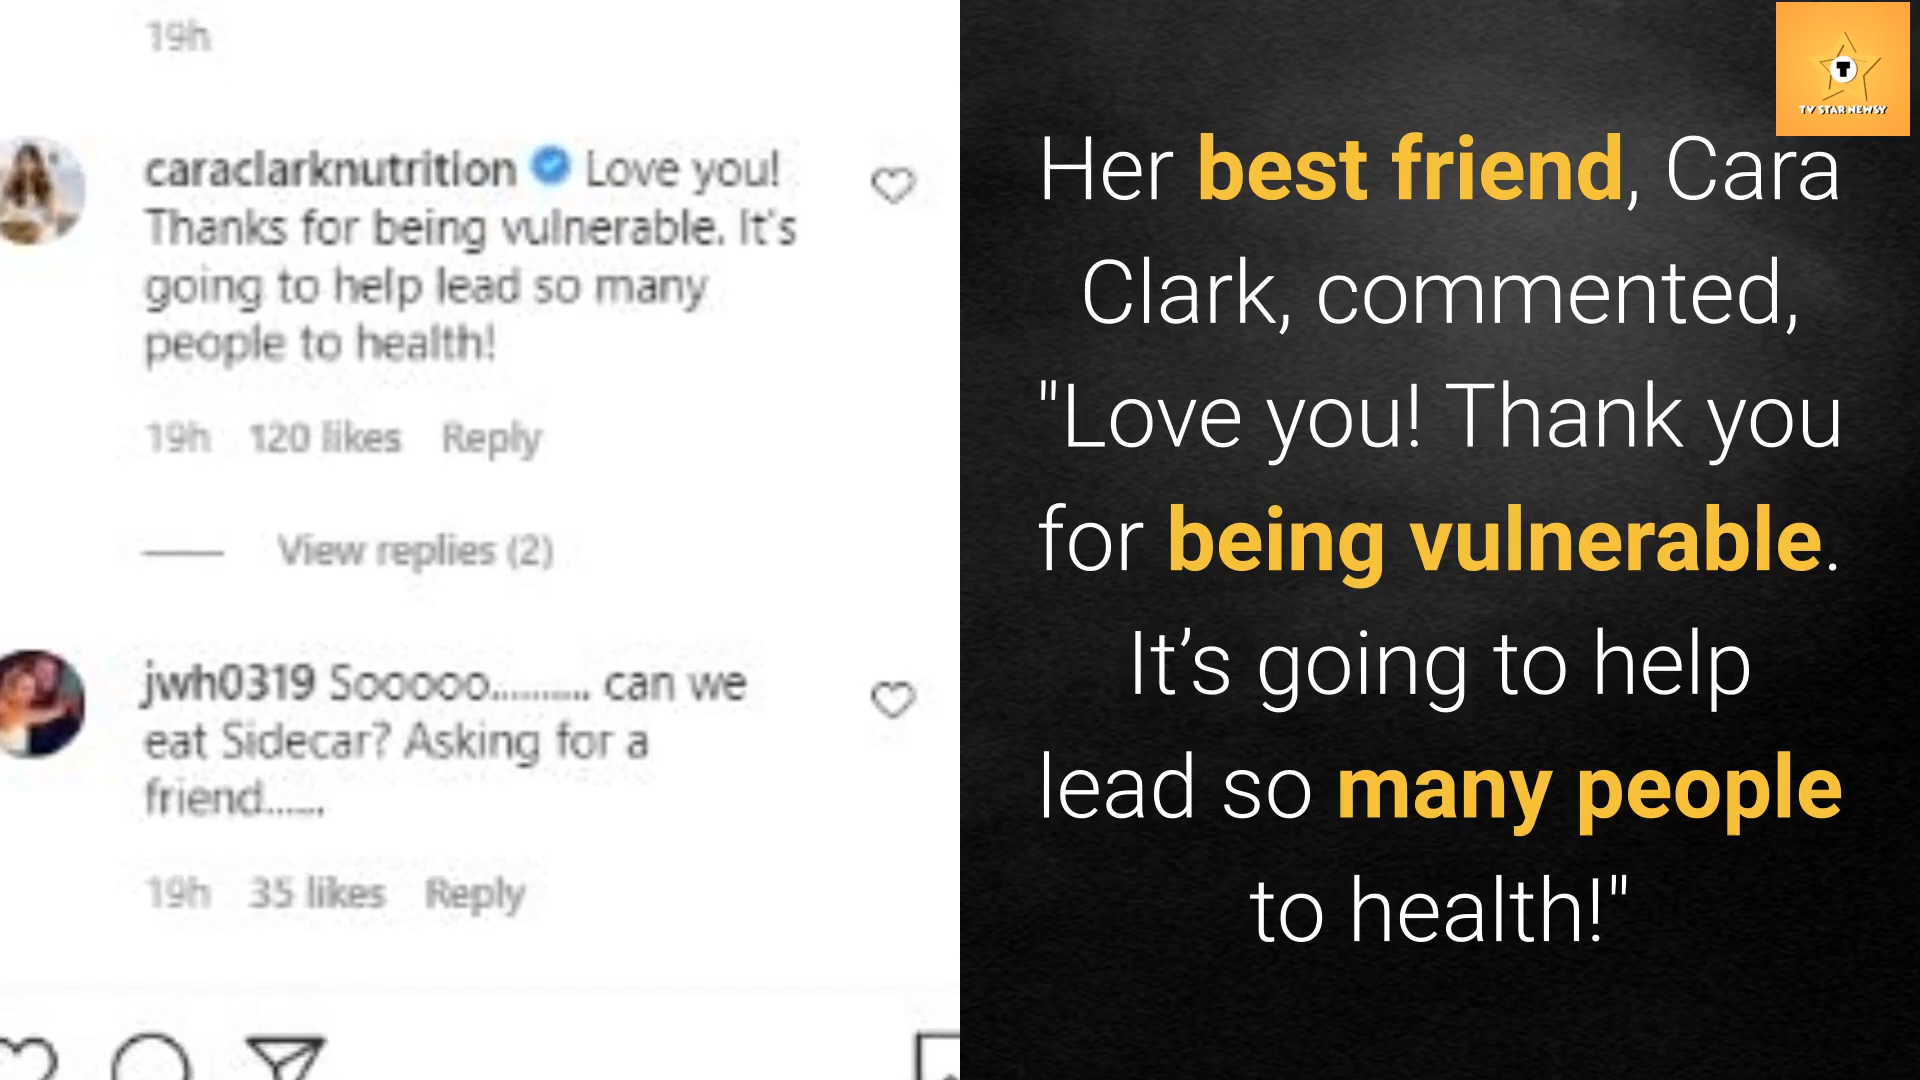 19h
caraclarknutrition Love you!
Thanks for being vulnerable. It's
going to help lead so many
people to health!
19h 120 likes Reply
View replies (2)
jwh0319 Sooooo........... can we
eat Sidecar? Asking for a
friend......
19h 35 likes Reply
T
TV STAR NEWSY
Her best friend, Cara
Clark, commented,
"Love you! Thank you
for being vulnerable.
It’s going to help
lead so many people
to health!"